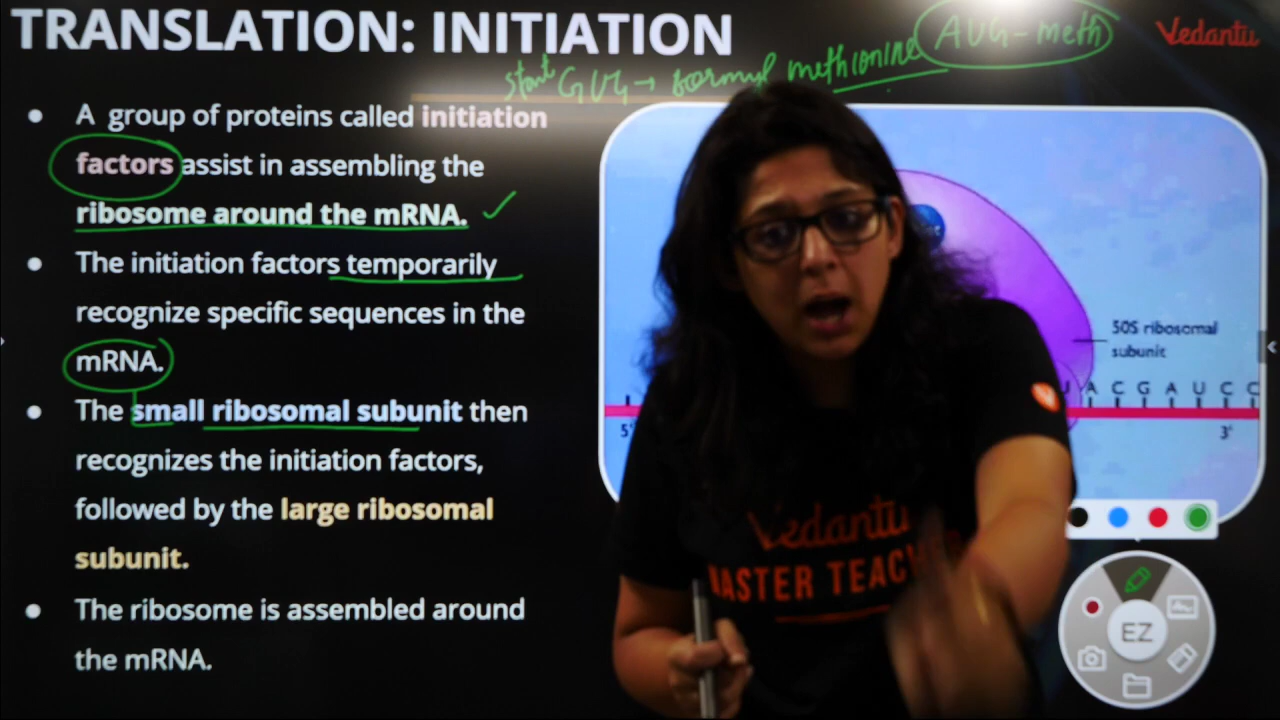 TRANSLATION: INITIATION
AUG-meth
Vedantu
start GUG → formyl methionine
● A group of proteins called initiation
factors assist in assembling the
ribosome around the mRNA.
● The initiation factors temporarily
recognize specific sequences in the
mRNA.
● The small ribosomal subunit then
recognizes the initiation factors,
followed by the large ribosomal
subunit.
● The ribosome is assembled around
the mRNA.
50S ribosomal
subunit
U A C G A U C C
5'
3'
Vedantu
MASTER TEAC
EZ